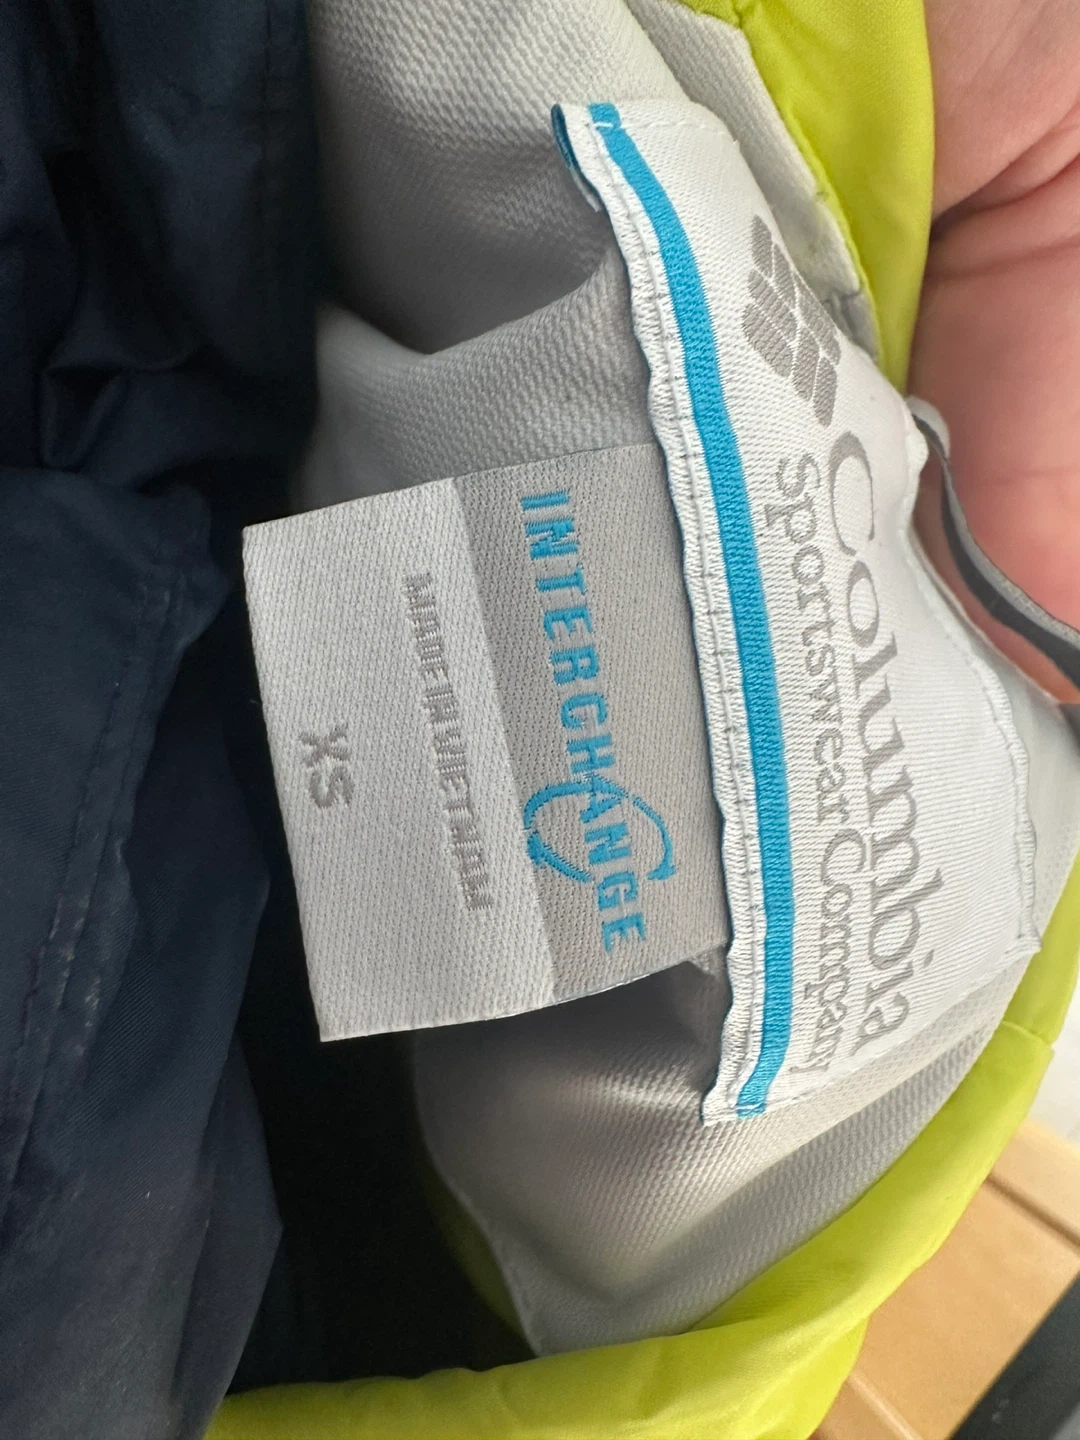 Columbia
Sportswear Company
INTERCHANGE
MADE IN VIETNAM
XS